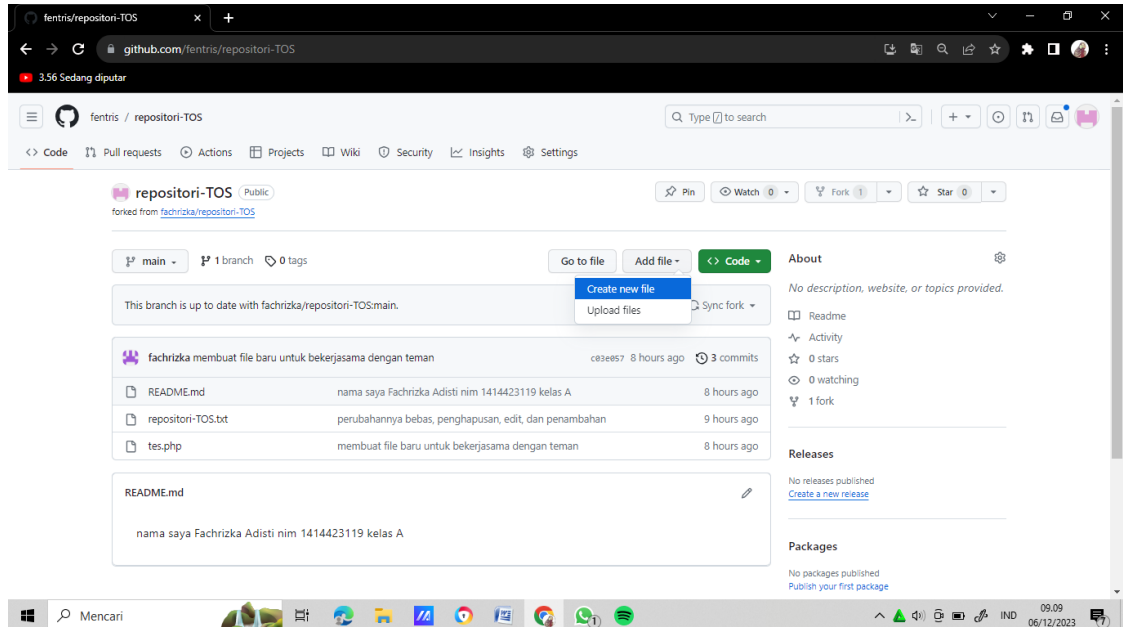 fentris/repositori-TOS
github.com/fentris/repositori-TOS
3.56 Sedang diputar
fentris / repositori-TOS
Type / to search
Code Pull requests Actions Projects Wiki Security Insights Settings
repositori-TOS Public
Pin Watch 0 Fork 1 Star 0
forked from fachrizka/repositori-TOS
main 1 branch 0 tags Go to file Add file Code
Create new file
Upload files
This branch is up to date with fachrizka/repositori-TOS:main. Sync fork
fachrizka membuat file baru untuk bekerjasama dengan teman c03e057 8 hours ago 3 commits
README.md nama saya Fachrizka Adisti nim 1414423119 kelas A 8 hours ago
repositori-TOS.txt perubahannya bebas, penghapusan, edit, dan penambahan 9 hours ago
tes.php membuat file baru untuk bekerjasama dengan teman 8 hours ago
README.md
nama saya Fachrizka Adisti nim 1414423119 kelas A
About
No description, website, or topics provided.
Readme
Activity
0 stars
0 watching
1 fork
Releases
No releases published
Create a new release
Packages
No packages published
Publish your first package
Mencari
IND
09.09
06/12/2023